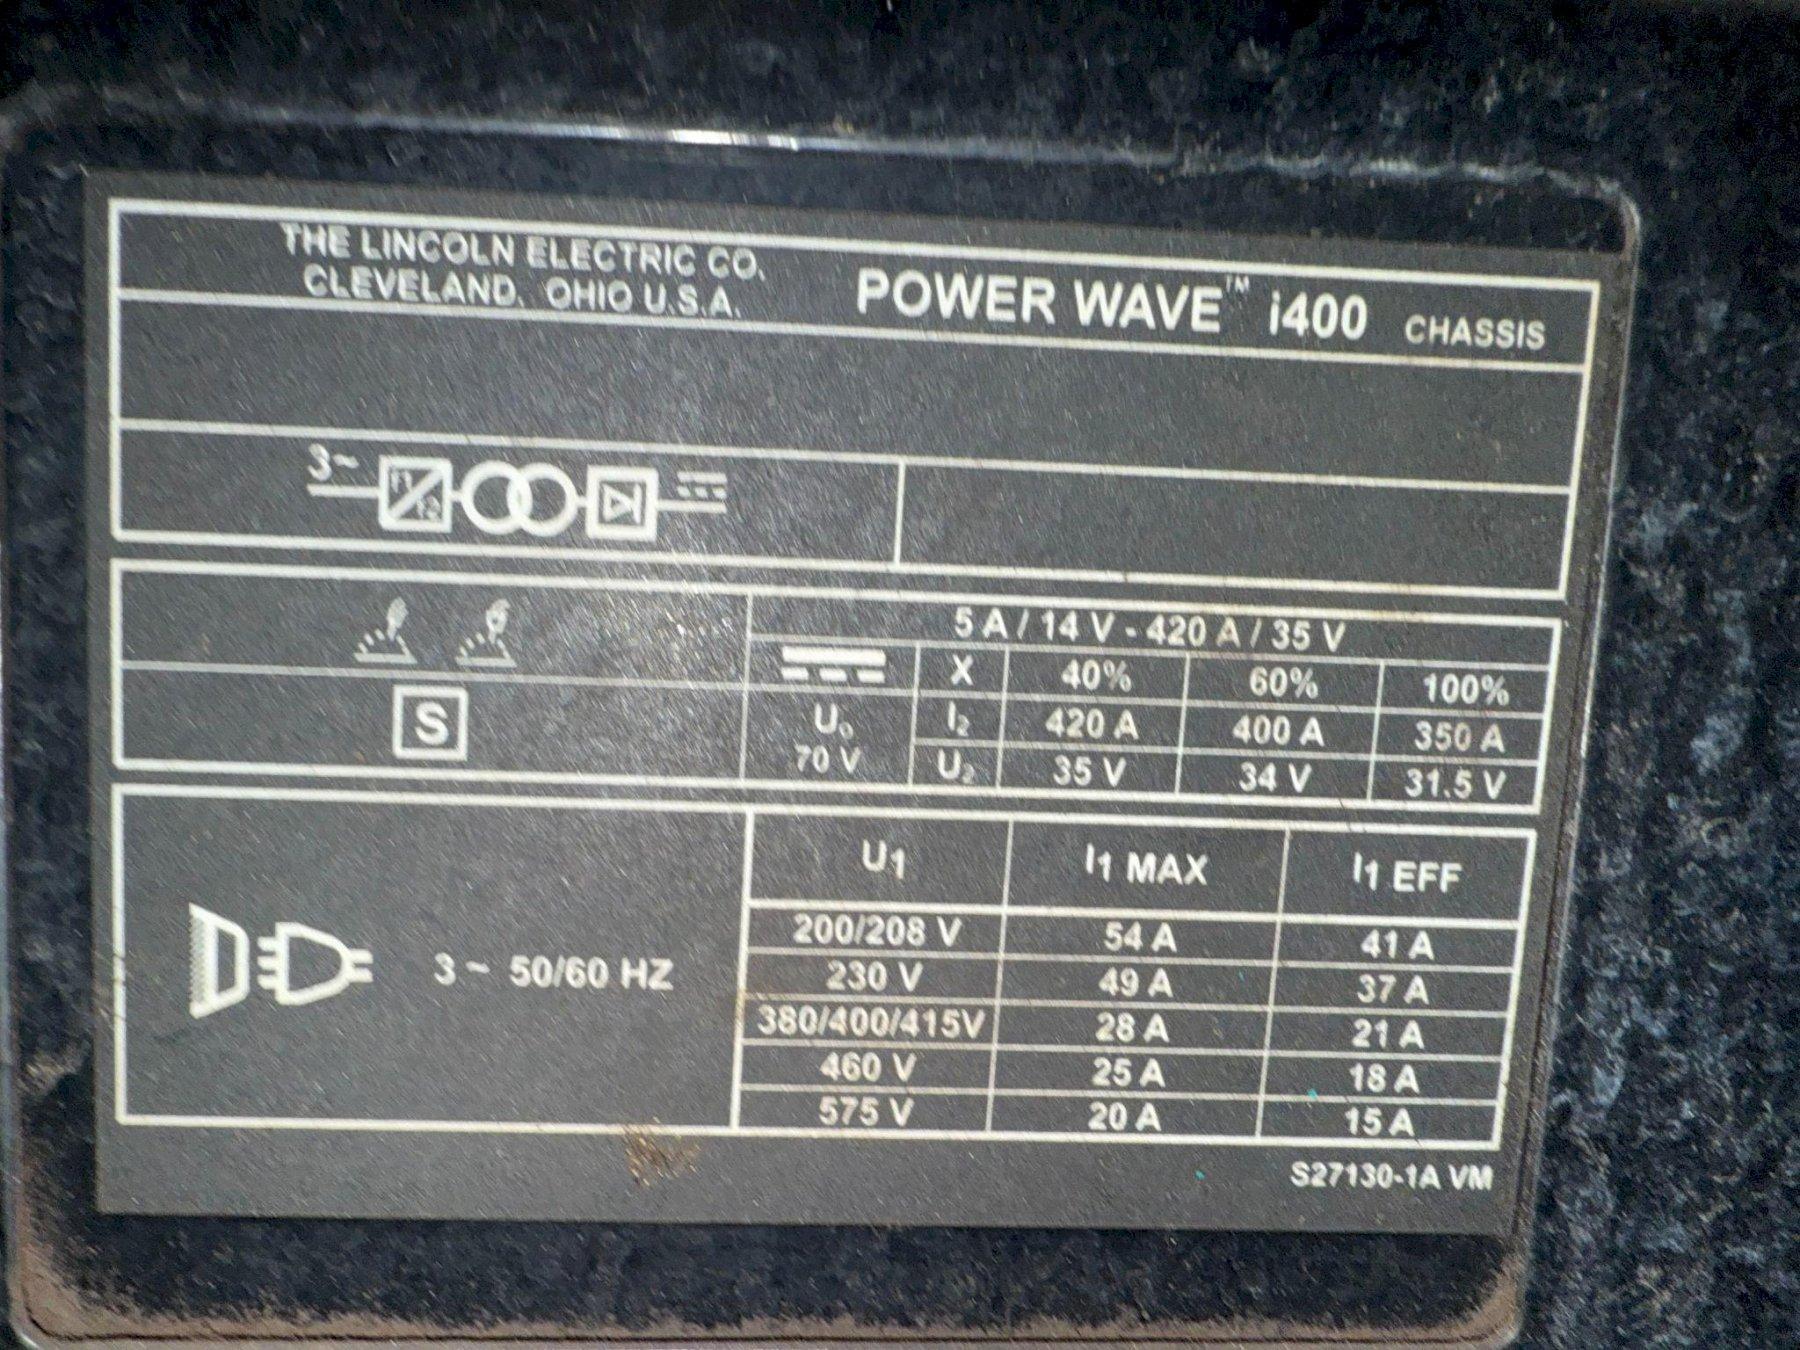 THE LINCOLN ELECTRIC CO.
CLEVELAND, OHIO U.S.A.
POWER WAVE™ i400 CHASSIS
3~
F1
F2
5 A / 14 V - 420 A / 35 V
X 40% 60% 100%
S
U₀ I₂ 420 A 400 A 350 A
70 V U₂ 35 V 34 V 31.5 V
U1 I1 MAX I1 EFF
200/208 V 54 A 41 A
3 ~ 50/60 HZ
230 V 49 A 37 A
380/400/415V 28 A 21 A
460 V 25 A 18 A
575 V 20 A 15 A
S27130-1A VM